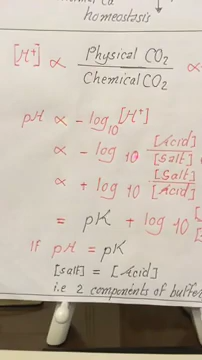 homeostasis
[H⁺] ∝ Physical CO2 / Chemical CO2 ∝
pH ∝ - log10 [H⁺]
∝ - log 10 [Acid] / [Salt]
∝ + log 10 [Salt] / [Acid]
= pK + log 10 [
If pH = pK
[salt] = [Acid]
i.e 2 components of buffer